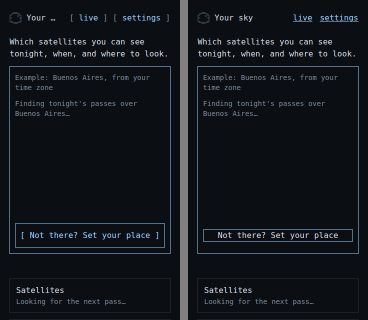 Your … [ live ] [ settings ]
Which satellites you can see
tonight, when, and where to look.
Example: Buenos Aires, from your
time zone
Finding tonight's passes over
Buenos Aires…
[ Not there? Set your place ]
Satellites
Looking for the next pass…
Your sky live settings
Which satellites you can see
tonight, when, and where to look.
Example: Buenos Aires, from your
time zone
Finding tonight's passes over
Buenos Aires…
Not there? Set your place
Satellites
Looking for the next pass…